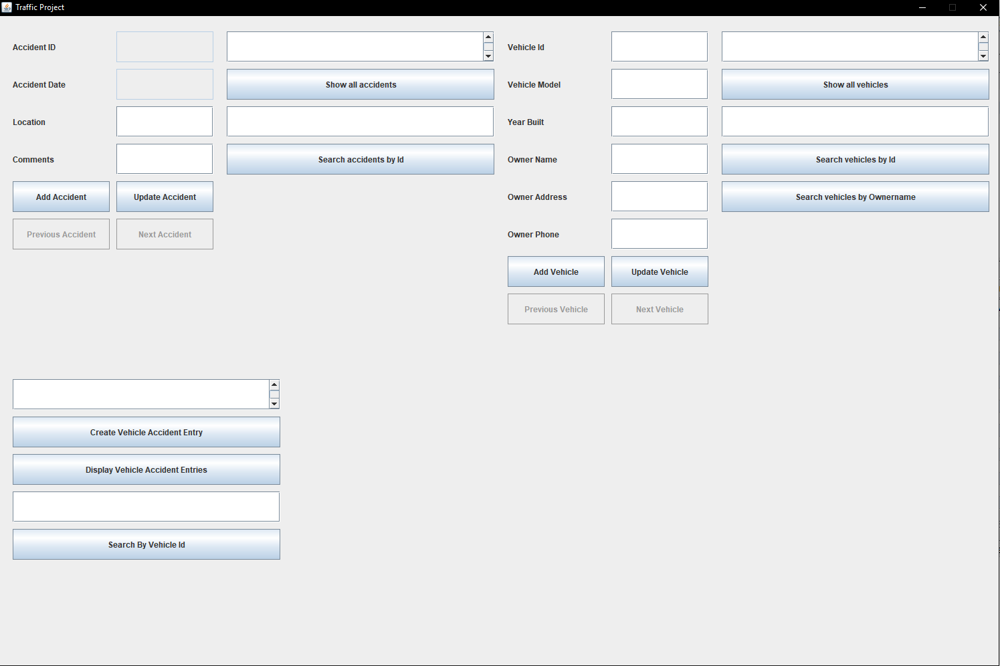 Traffic Project
Accident ID
Accident Date
Show all accidents
Location
Comments
Search accidents by Id
Add Accident
Update Accident
Previous Accident
Next Accident
Vehicle Id
Vehicle Model
Show all vehicles
Year Built
Owner Name
Search vehicles by Id
Owner Address
Search vehicles by Ownername
Owner Phone
Add Vehicle
Update Vehicle
Previous Vehicle
Next Vehicle
Create Vehicle Accident Entry
Display Vehicle Accident Entries
Search By Vehicle Id